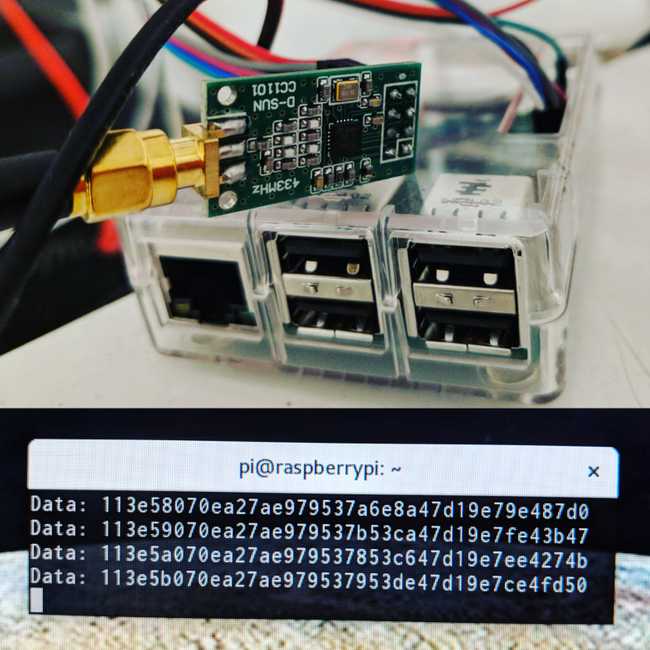 D-SUN
CC1101
433MHz
pi@raspberrypi: ~
Data: 113e58070ea27ae979537a6e8a47d19e79e487d0
Data: 113e59070ea27ae979537b53ca47d19e7fe43b47
Data: 113e5a070ea27ae979537853c647d19e7ee4274b
Data: 113e5b070ea27ae979537953de47d19e7ce4fd50